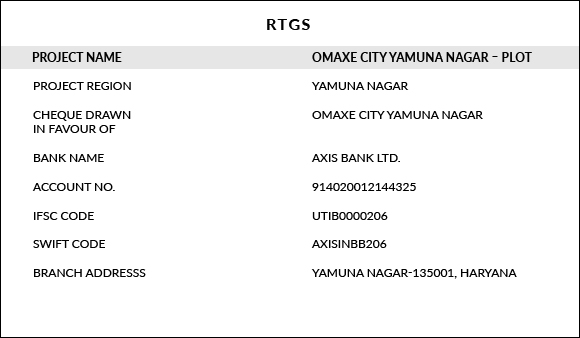 RTGS
PROJECT NAME OMAXE CITY YAMUNA NAGAR – PLOT
PROJECT REGION YAMUNA NAGAR
CHEQUE DRAWN OMAXE CITY YAMUNA NAGAR
IN FAVOUR OF
BANK NAME AXIS BANK LTD.
ACCOUNT NO. 914020012144325
IFSC CODE UTIB0000206
SWIFT CODE AXISINBB206
BRANCH ADDRESSS YAMUNA NAGAR-135001, HARYANA